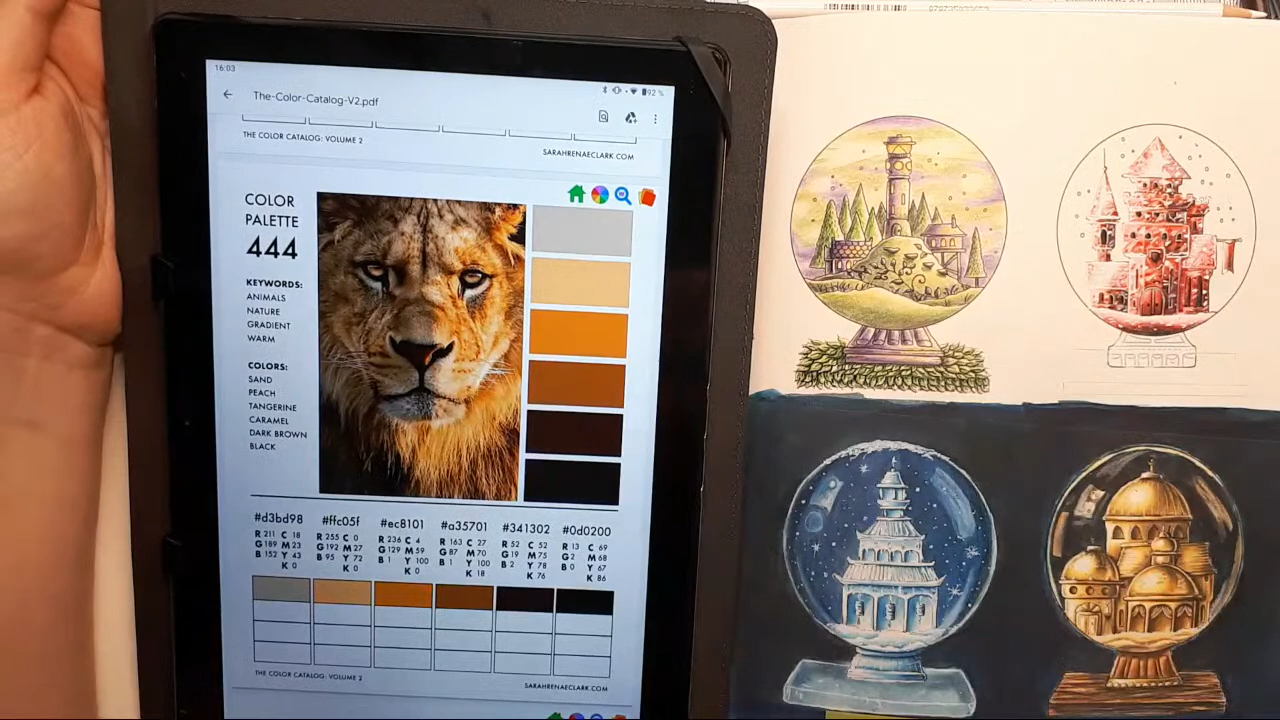 16:03
92 %
The-Color-Catalog-V2.pdf
THE COLOR CATALOG: VOLUME 2
SARAHRENAECLARK.COM
COLOR
PALETTE
444
KEYWORDS:
ANIMALS
NATURE
GRADIENT
WARM
COLORS:
SAND
PEACH
TANGERINE
CARAMEL
DARK BROWN
BLACK
#d3bd98 #ffc05f #ec8101 #a35701 #341302 #0d0200
R 211 C 18 R 255 C 0 R 236 C 4 R 163 C 27 R 52 C 52 R 13 C 69
G 189 M 23 G 192 M 27 G 129 M 59 G 87 M 70 G 19 M 75 G 2 M 68
B 152 Y 43 B 95 Y 72 B 1 Y 100 B 1 Y 100 B 2 Y 78 B 0 Y 67
K 0 K 0 K 0 K 18 K 76 K 86
THE COLOR CATALOG: VOLUME 2
SARAHRENAECLARK.COM